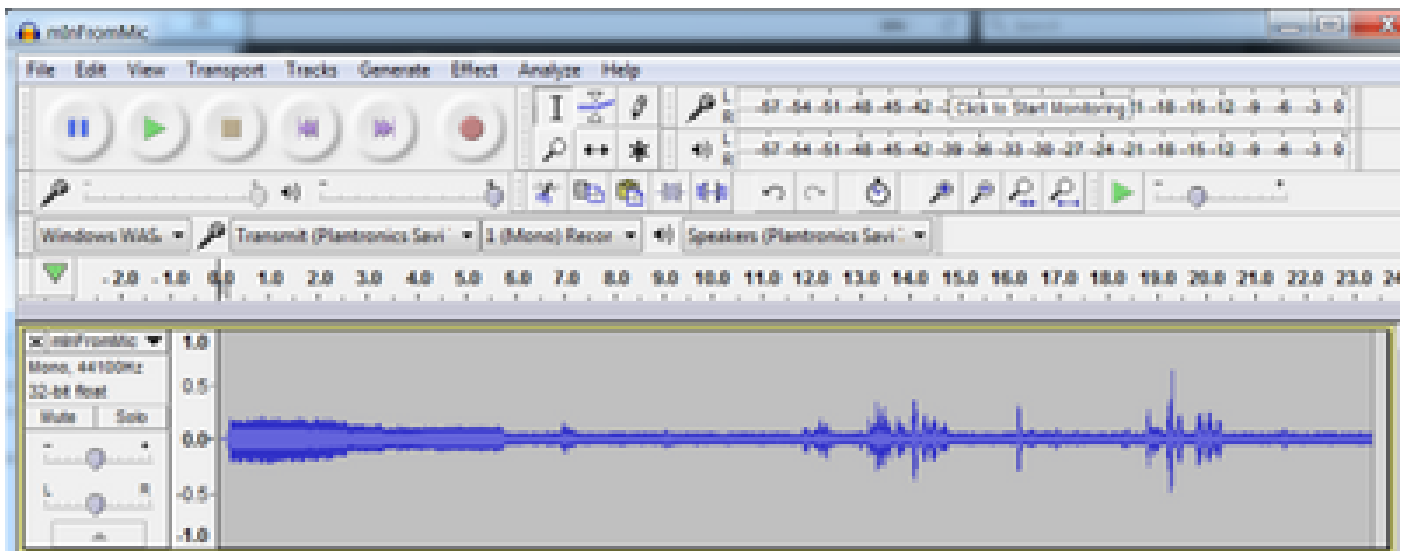 mInFromMic
File Edit View Transport Tracks Generate Effect Analyze Help
L
R
-57 -54 -51 -48 -45 -42 Click to Start Monitoring -18 -15 -12 -9 -6 -3 0
L
R
-57 -54 -51 -48 -45 -42 -39 -36 -33 -30 -27 -24 -21 -18 -15 -12 -9 -6 -3 0
Windows WAS Transmit (Plantronics Savi 1 (Mono) Recor Speakers (Plantronics Savi
-2.0 -1.0 0.0 1.0 2.0 3.0 4.0 5.0 6.0 7.0 8.0 9.0 10.0 11.0 12.0 13.0 14.0 15.0 16.0 17.0 18.0 19.0 20.0 21.0 22.0 23.0 24
X mInFromMic 1.0
Mono, 44100Hz
32-bit float 0.5
Mute Solo
- + 0.0
L R
-0.5
-1.0